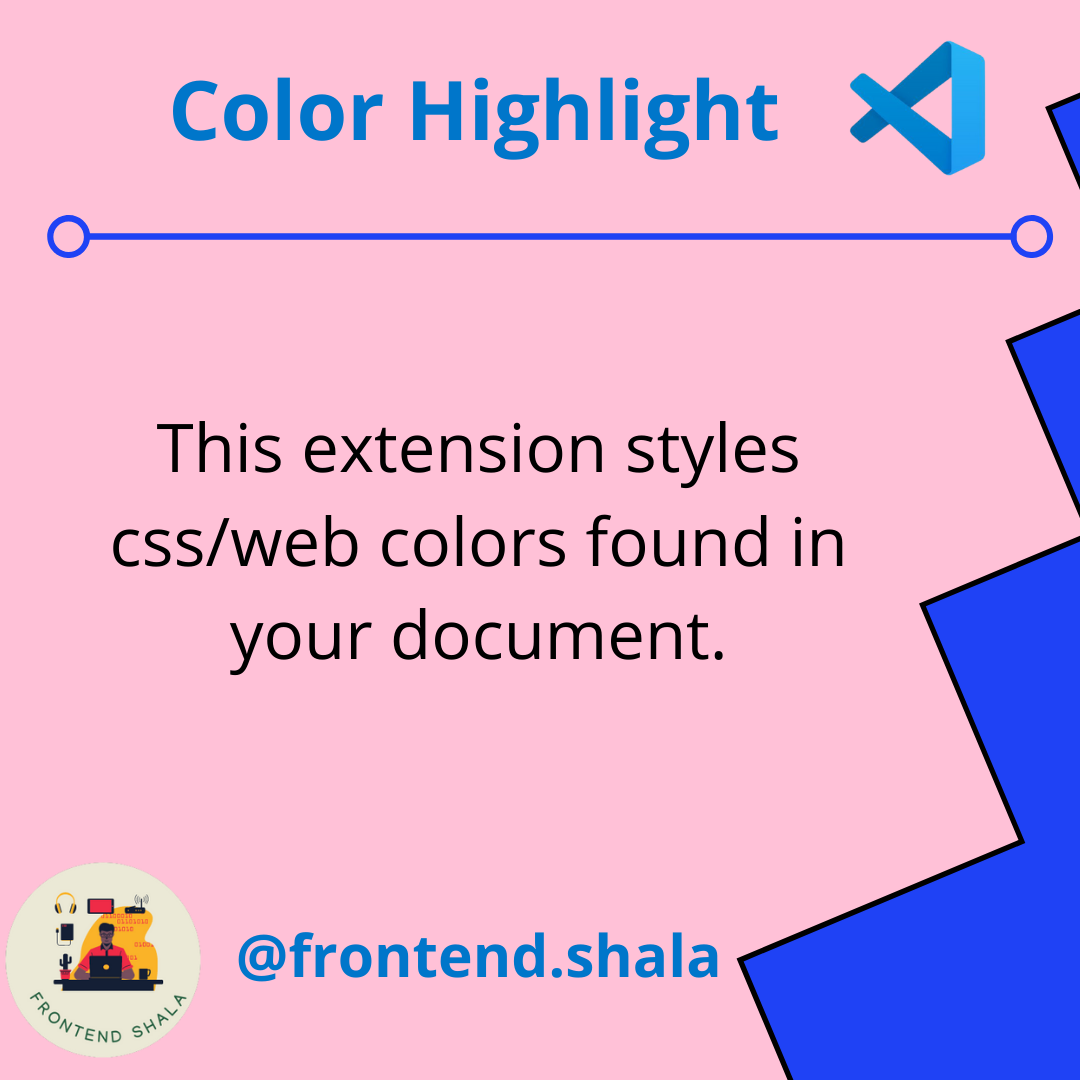 Color Highlight
This extension styles
css/web colors found in
your document.
@frontend.shala
FRONTEND SHALA